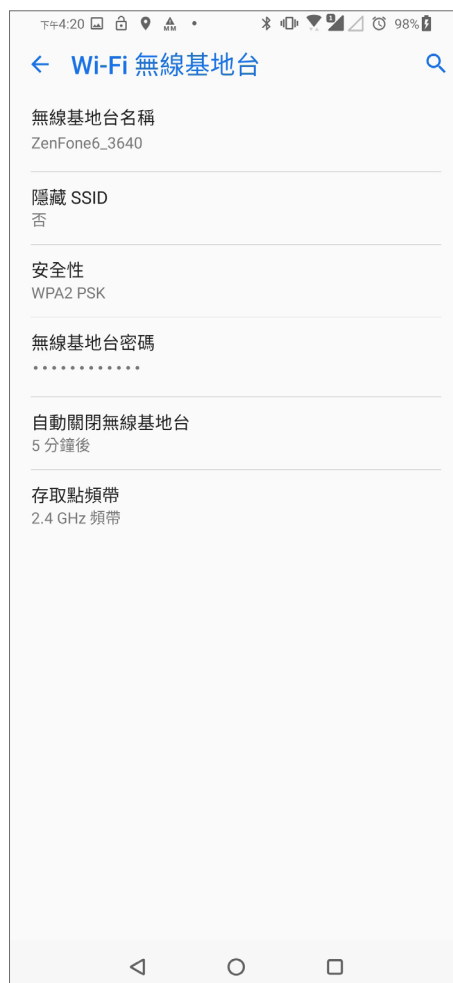 下午4:20 98%
Wi-Fi 無線基地台
無線基地台名稱
ZenFone6_3640
隱藏 SSID
否
安全性
WPA2 PSK
無線基地台密碼
••••••••••••
自動關閉無線基地台
5 分鐘後
存取點頻帶
2.4 GHz 頻帶